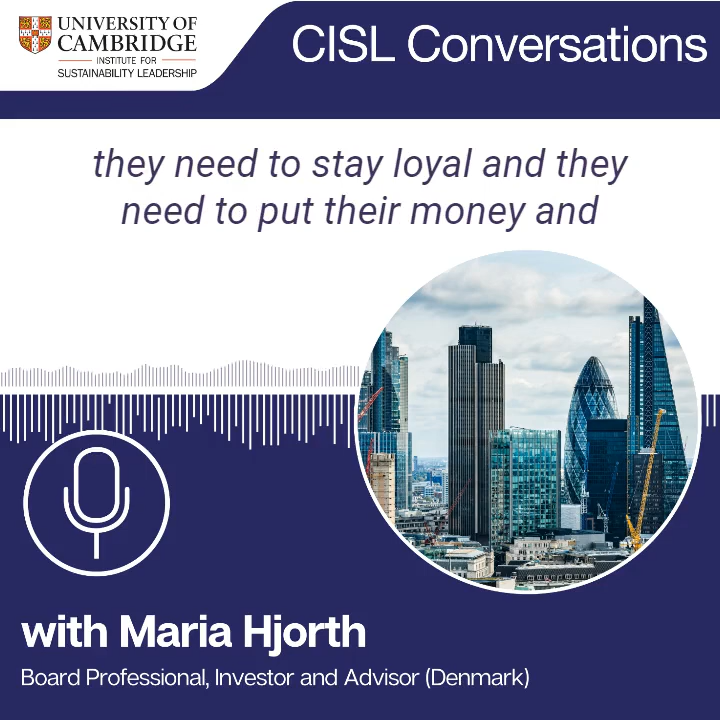 UNIVERSITY OF
CAMBRIDGE
INSTITUTE FOR
SUSTAINABILITY LEADERSHIP
CISL Conversations
they need to stay loyal and they
need to put their money and
with Maria Hjorth
Board Professional, Investor and Advisor (Denmark)